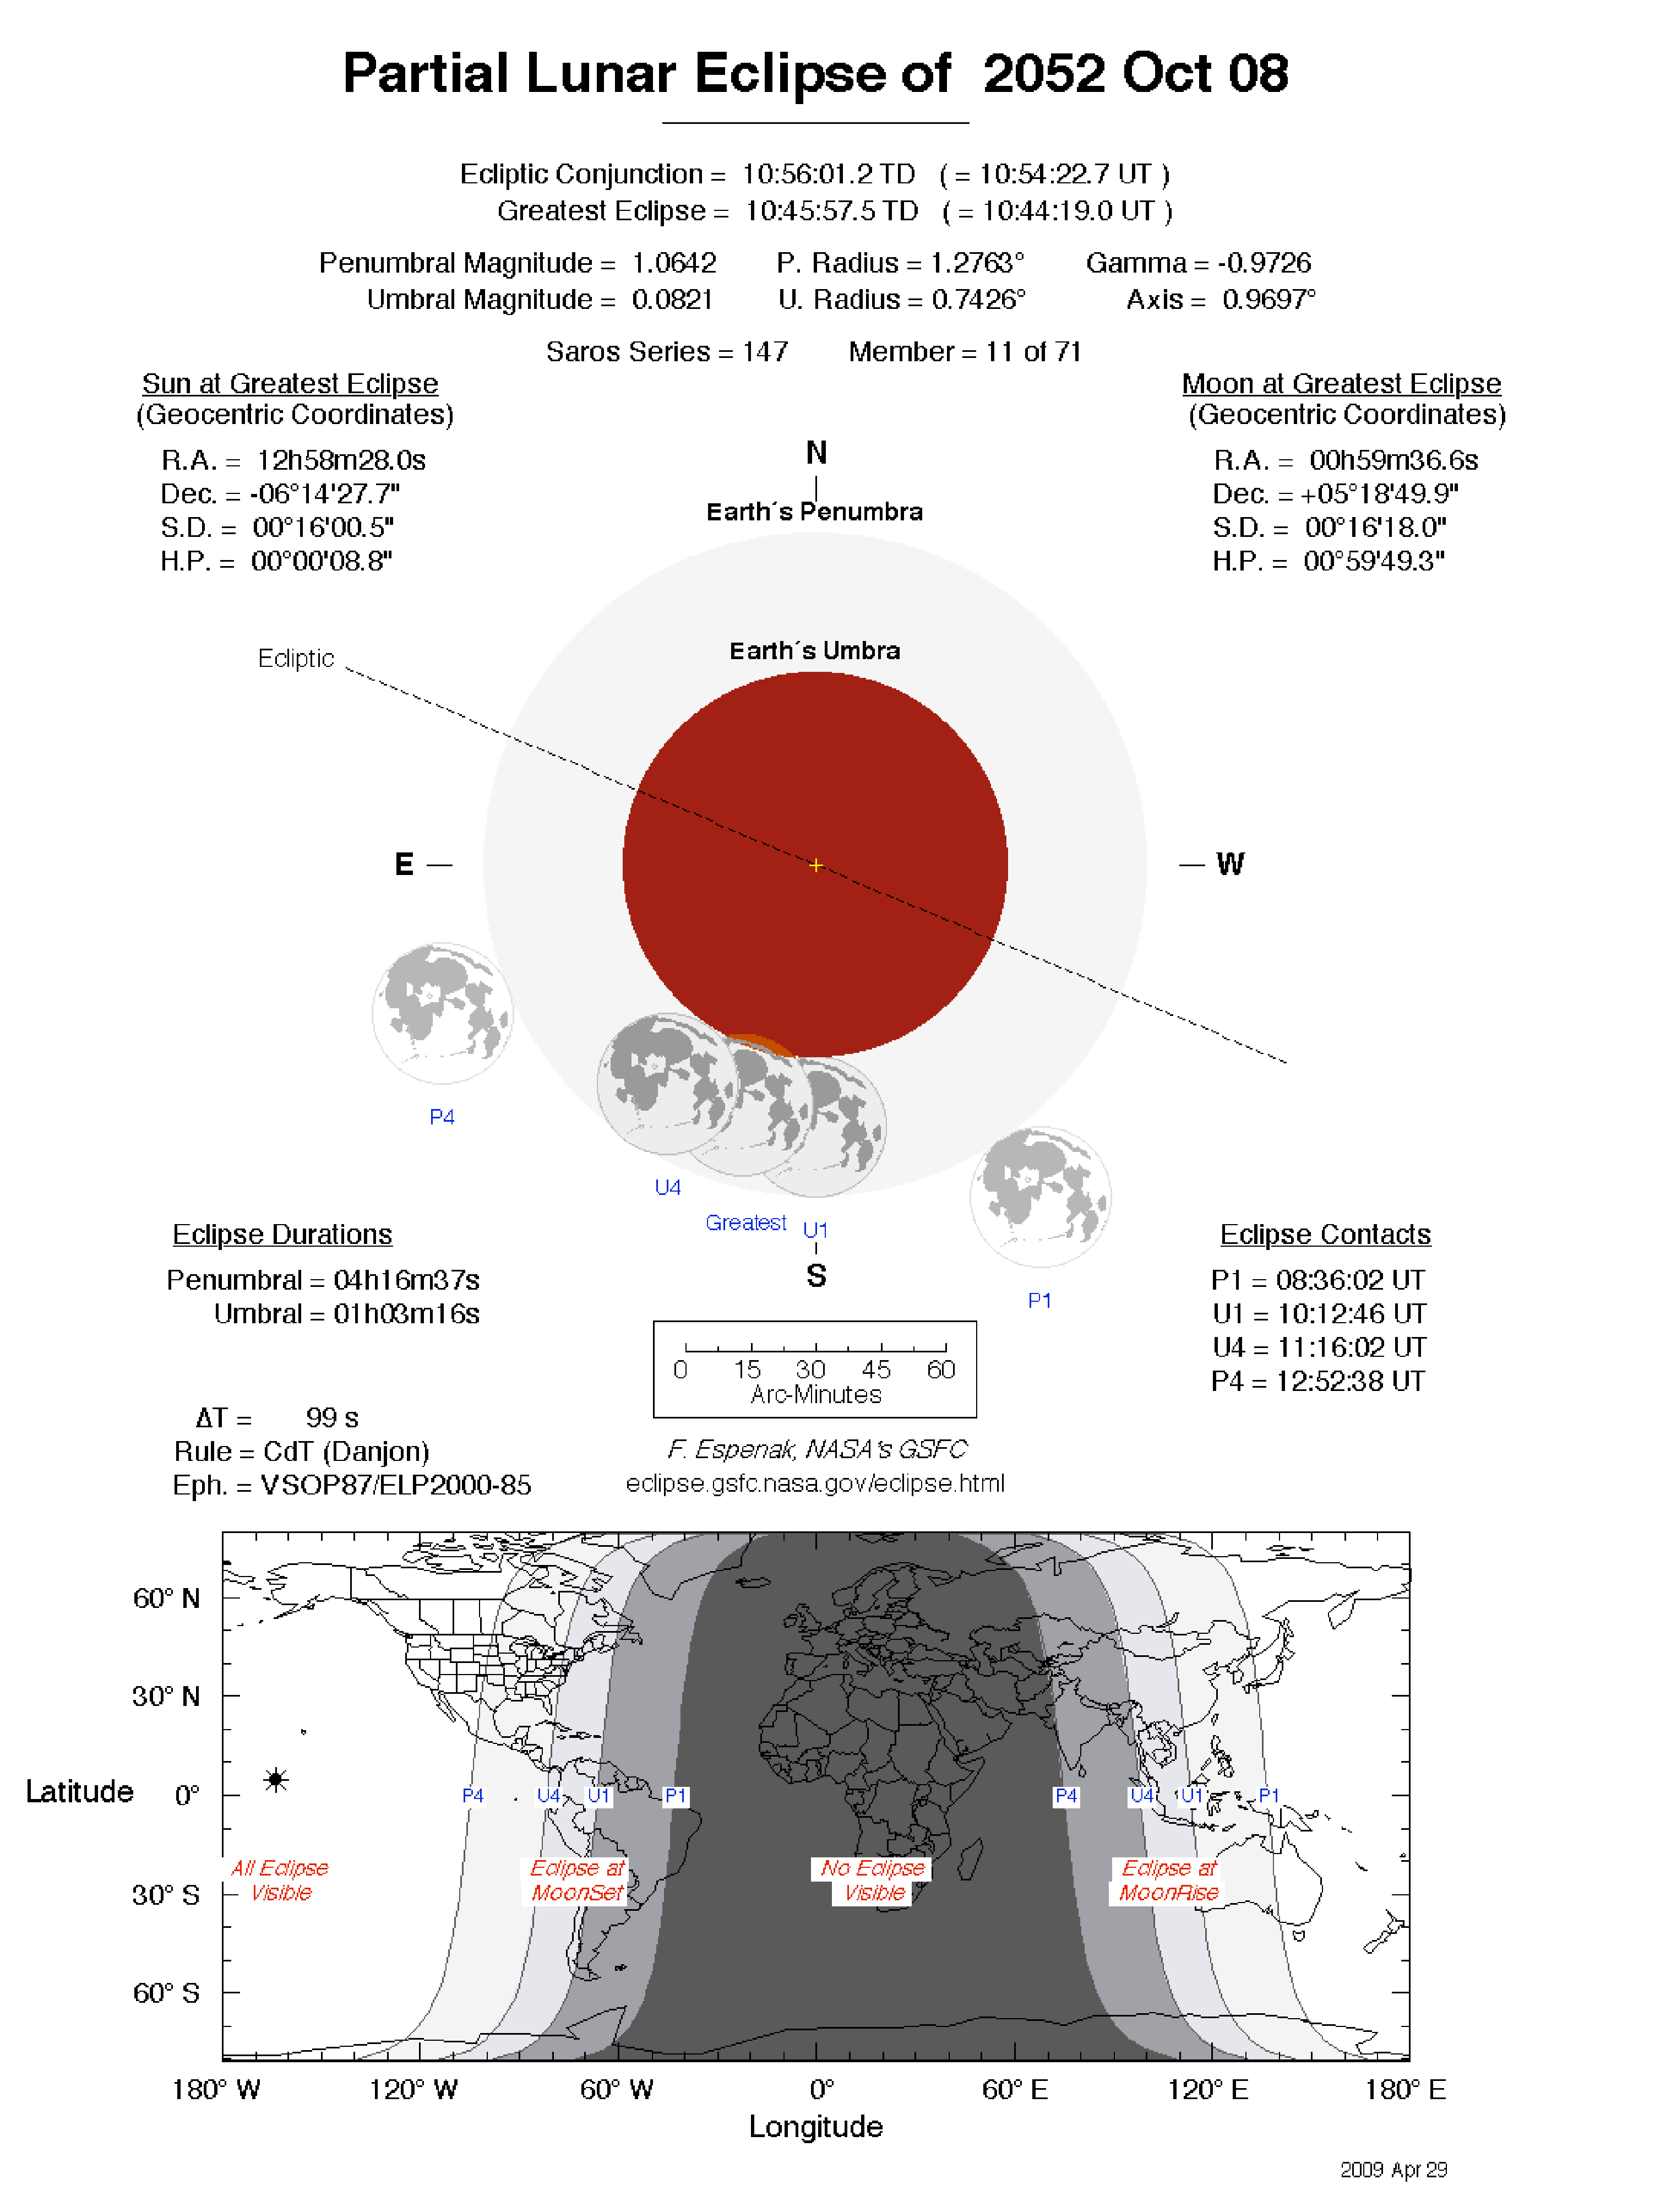 Partial Lunar Eclipse of 2052 Oct 08
Ecliptic Conjunction = 10:56:01.2 TD ( = 10:54:22.7 UT )
Greatest Eclipse = 10:45:57.5 TD ( = 10:44:19.0 UT )
Penumbral Magnitude = 1.0642 P. Radius = 1.2763° Gamma = -0.9726
Umbral Magnitude = 0.0821 U. Radius = 0.7426° Axis = 0.9697°
Saros Series = 147 Member = 11 of 71
Sun at Greatest Eclipse
(Geocentric Coordinates)
R.A. = 12h58m28.0s
Dec. = -06°14'27.7"
S.D. = 00°16'00.5"
H.P. = 00°00'08.8"
Moon at Greatest Eclipse
(Geocentric Coordinates)
R.A. = 00h59m36.6s
Dec. = +05°18'49.9"
S.D. = 00°16'18.0"
H.P. = 00°59'49.3"
N
Earth´s Penumbra
Earth´s Umbra
Ecliptic
E
W
P4
U4
Greatest
U1
S
P1
Eclipse Durations
Penumbral = 04h16m37s
Umbral = 01h03m16s
Eclipse Contacts
P1 = 08:36:02 UT
U1 = 10:12:46 UT
U4 = 11:16:02 UT
P4 = 12:52:38 UT
0 15 30 45 60
Arc-Minutes
ΔT = 99 s
Rule = CdT (Danjon)
Eph. = VSOP87/ELP2000-85
F. Espenak, NASA's GSFC
eclipse.gsfc.nasa.gov/eclipse.html
60° N
30° N
Latitude 0°
30° S
60° S
P4 U4 U1 P1 P4 U4 U1 P1
All Eclipse
Visible
Eclipse at
MoonSet
No Eclipse
Visible
Eclipse at
MoonRise
180° W 120° W 60° W 0° 60° E 120° E 180° E
Longitude
2009 Apr 29